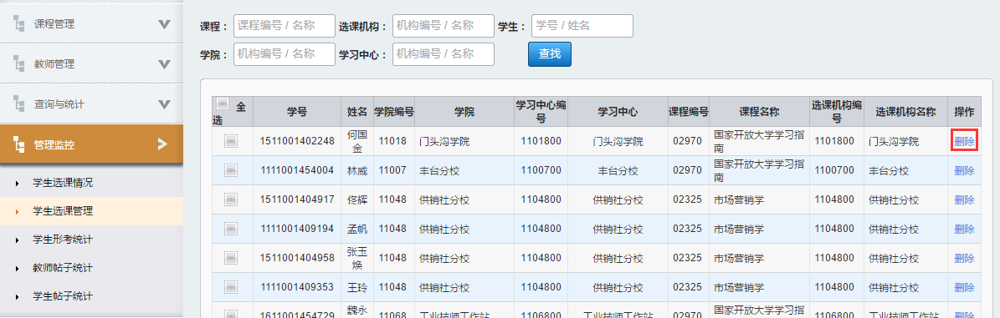 课程管理
教师管理
查询与统计
管理监控
学生选课情况
学生选课管理
学生形考统计
教师帖子统计
学生帖子统计
课程： 课程编号 / 名称 选课机构： 机构编号 / 名称 学生： 学号 / 姓名
学院： 机构编号 / 名称 学习中心： 机构编号 / 名称 查找
全选 学号 姓名 学院编号 学院 学习中心编号 学习中心 课程编号 课程名称 选课机构编号 选课机构名称 操作
1511001402248 何国金 11018 门头沟学院 1101800 门头沟学院 02970 国家开放大学学习指南 1101800 门头沟学院 删除
1111001454004 林威 11007 丰台分校 1100700 丰台分校 02970 国家开放大学学习指南 1100700 丰台分校 删除
1511001404917 佟辉 11048 供销社分校 1104800 供销社分校 02325 市场营销学 1104800 供销社分校 删除
1111001409194 孟帆 11048 供销社分校 1104800 供销社分校 02325 市场营销学 1104800 供销社分校 删除
1511001404958 张玉焕 11048 供销社分校 1104800 供销社分校 02325 市场营销学 1104800 供销社分校 删除
1111001409353 王玲 11048 供销社分校 1104800 供销社分校 02325 市场营销学 1104800 供销社分校 删除
1611001454729 魏永 11068 工业技师工作站 1106800 工业技师工作站 02970 国家开放大学学习指 1106800 工业技师工作站 删除